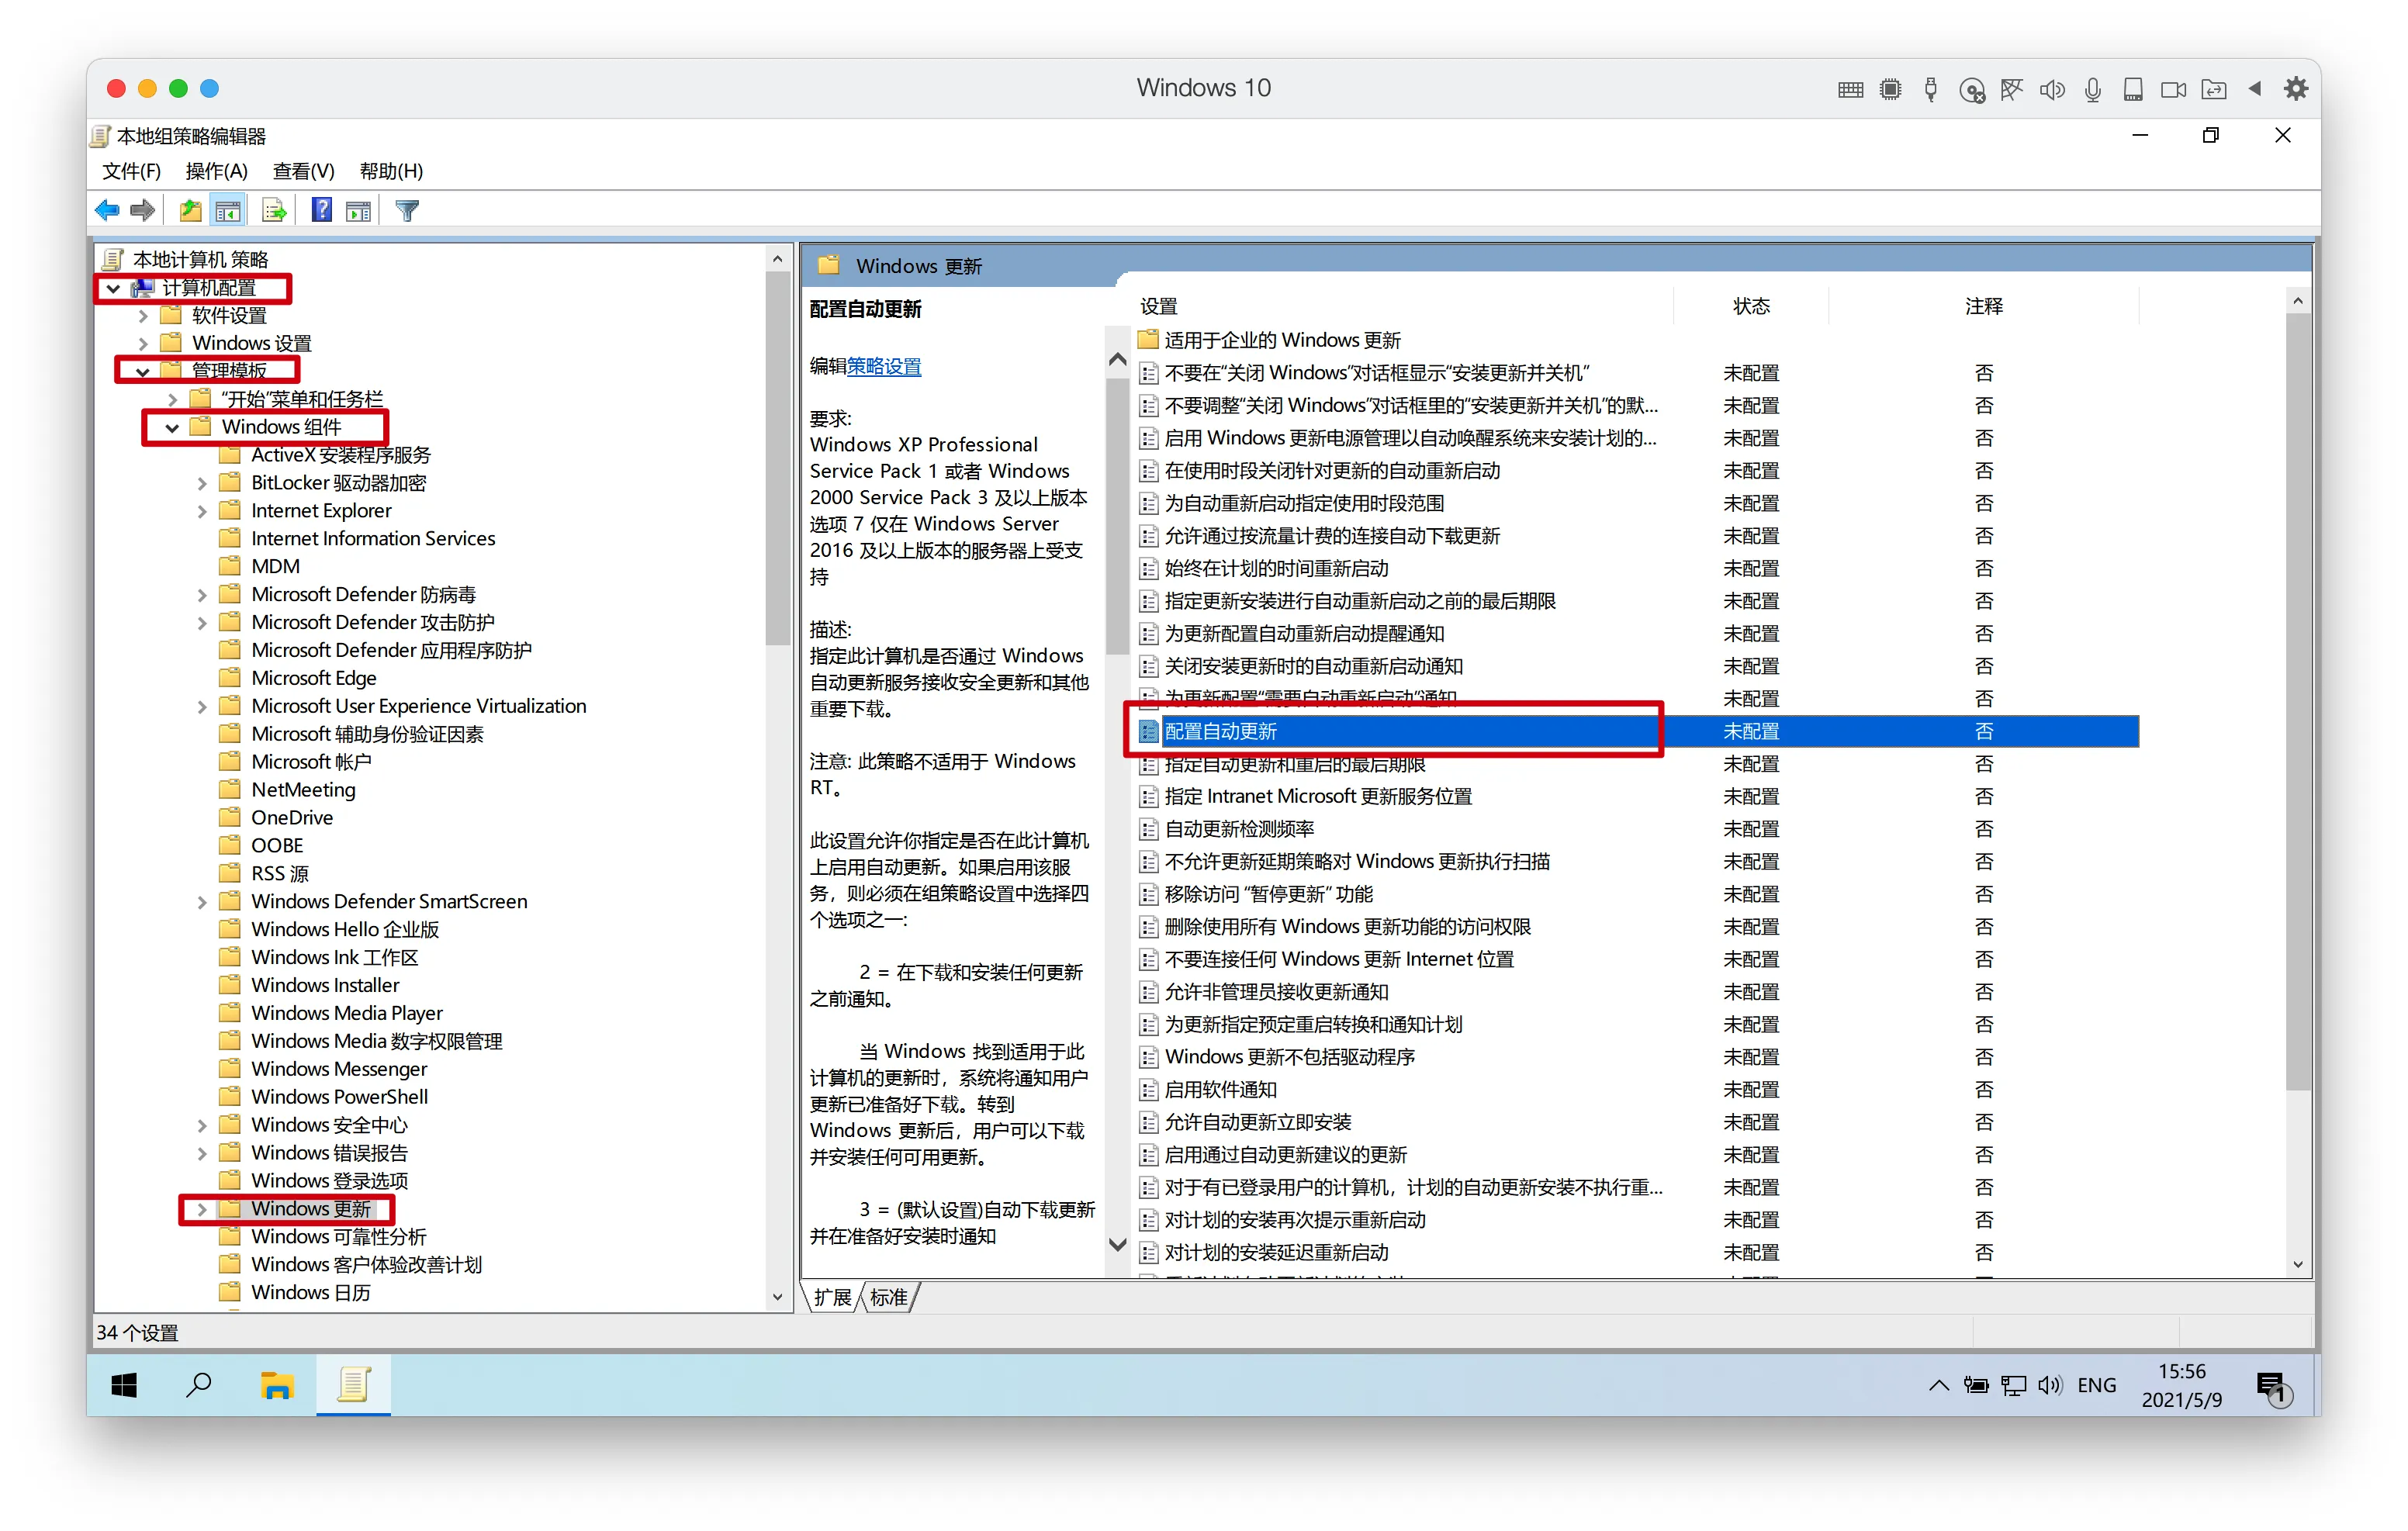 Windows 10
本地组策略编辑器
文件(F) 操作(A) 查看(V) 帮助(H)
本地计算机 策略
计算机配置
软件设置
Windows 设置
管理模板
“开始”菜单和任务栏
Windows 组件
ActiveX 安装程序服务
BitLocker 驱动器加密
Internet Explorer
Internet Information Services
MDM
Microsoft Defender 防病毒
Microsoft Defender 攻击防护
Microsoft Defender 应用程序防护
Microsoft Edge
Microsoft User Experience Virtualization
Microsoft 辅助身份验证因素
Microsoft 帐户
NetMeeting
OneDrive
OOBE
RSS 源
Windows Defender SmartScreen
Windows Hello 企业版
Windows Ink 工作区
Windows Installer
Windows Media Player
Windows Media 数字权限管理
Windows Messenger
Windows PowerShell
Windows 安全中心
Windows 错误报告
Windows 登录选项
Windows 更新
Windows 可靠性分析
Windows 客户体验改善计划
Windows 日历
Windows 更新
配置自动更新
编辑策略设置
要求:
Windows XP Professional
Service Pack 1 或者 Windows
2000 Service Pack 3 及以上版本
选项 7 仅在 Windows Server
2016 及以上版本的服务器上受支
持
描述:
指定此计算机是否通过 Windows
自动更新服务接收安全更新和其他
重要下载。
注意: 此策略不适用于 Windows
RT。
此设置允许你指定是否在此计算机
上启用自动更新。如果启用该服
务，则必须在组策略设置中选择四
个选项之一:
2 = 在下载和安装任何更新
之前通知。
当 Windows 找到适用于此
计算机的更新时，系统将通知用户
更新已准备好下载。转到
Windows 更新后，用户可以下载
并安装任何可用更新。
3 = (默认设置)自动下载更新
并在准备好安装时通知
设置 状态 注释
适用于企业的 Windows 更新
不要在“关闭 Windows”对话框显示“安装更新并关机” 未配置 否
不要调整“关闭 Windows”对话框里的“安装更新并关机”的默... 未配置 否
启用 Windows 更新电源管理以自动唤醒系统来安装计划的... 未配置 否
在使用时段关闭针对更新的自动重新启动 未配置 否
为自动重新启动指定使用时段范围 未配置 否
允许通过按流量计费的连接自动下载更新 未配置 否
始终在计划的时间重新启动 未配置 否
指定更新安装进行自动重新启动之前的最后期限 未配置 否
为更新配置自动重新启动提醒通知 未配置 否
关闭安装更新时的自动重新启动通知 未配置 否
为更新配置“需要自动重新启动”通知 未配置 否
配置自动更新 未配置 否
指定自动更新和重启的最后期限 未配置 否
指定 Intranet Microsoft 更新服务位置 未配置 否
自动更新检测频率 未配置 否
不允许更新延期策略对 Windows 更新执行扫描 未配置 否
移除访问 “暂停更新” 功能 未配置 否
删除使用所有 Windows 更新功能的访问权限 未配置 否
不要连接任何 Windows 更新 Internet 位置 未配置 否
允许非管理员接收更新通知 未配置 否
为更新指定预定重启转换和通知计划 未配置 否
Windows 更新不包括驱动程序 未配置 否
启用软件通知 未配置 否
允许自动更新立即安装 未配置 否
启用通过自动更新建议的更新 未配置 否
对于有已登录用户的计算机，计划的自动更新安装不执行重... 未配置 否
对计划的安装再次提示重新启动 未配置 否
对计划的安装延迟重新启动 未配置 否
扩展 标准
34 个设置
ENG
15:56
2021/5/9
1